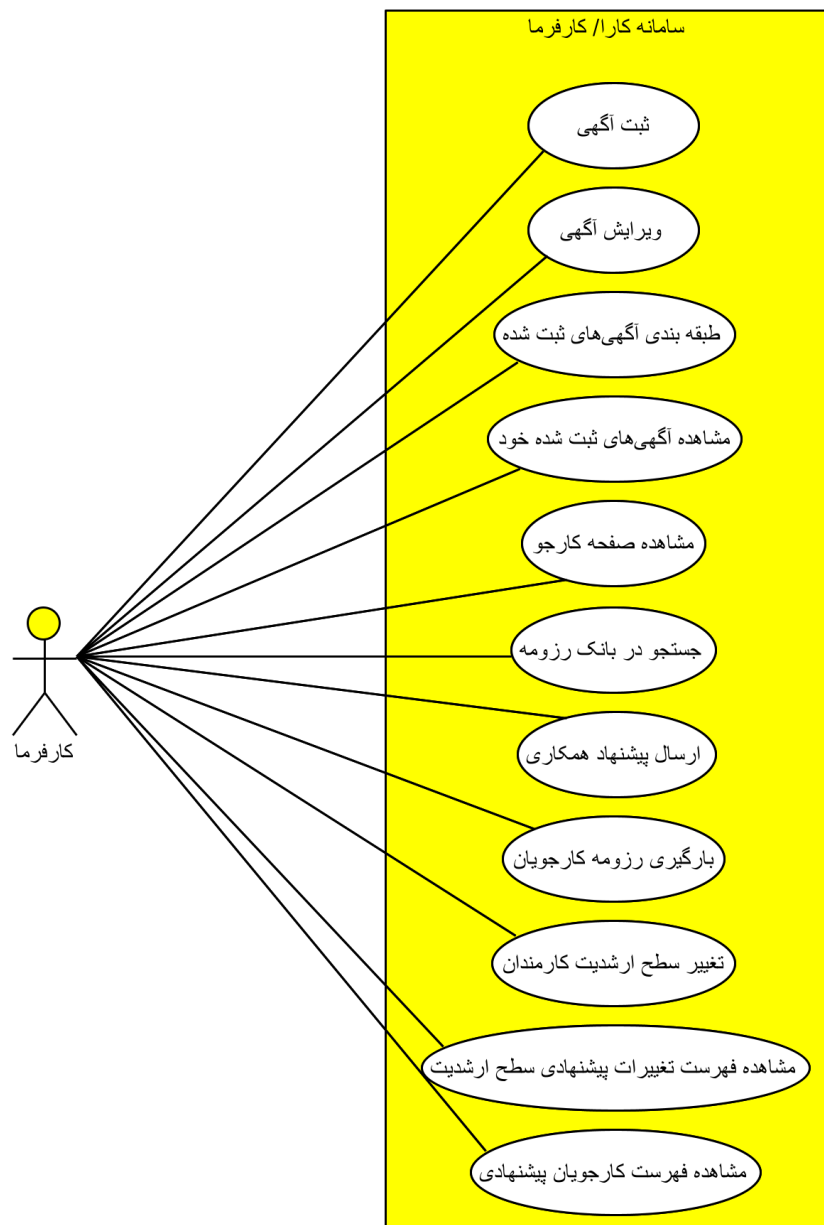 سامانه کارا/ کارفرما
ثبت آگهی
ویرایش آگهی
طبقه بندی آگهی‌های ثبت شده
مشاهده آگهی‌های ثبت شده خود
مشاهده صفحه کارجو
جستجو در بانک رزومه
ارسال پیشنهاد همکاری
کارفرما
بارگیری رزومه کارجویان
تغییر سطح ارشدیت کارمندان
مشاهده فهرست تغییرات پیشنهادی سطح ارشدیت
مشاهده فهرست کارجویان پیشنهادی